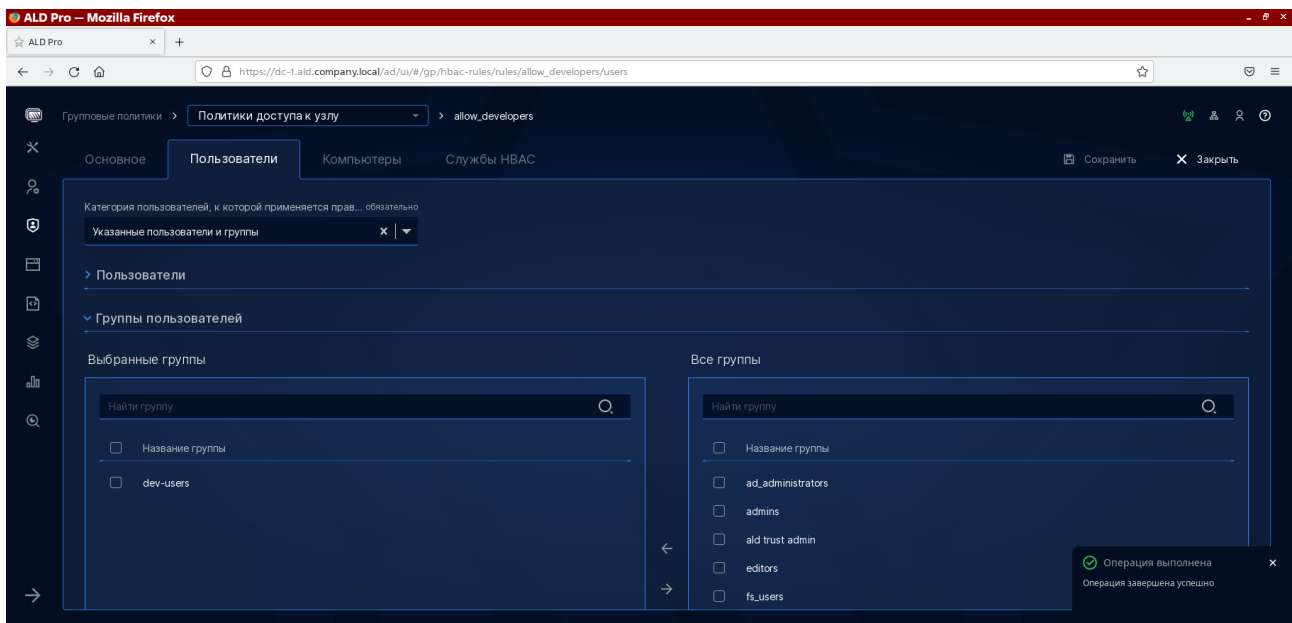 ALD Pro — Mozilla Firefox
ALD Pro
https://dc-1.ald.company.local/ad/ui/#/gp/hbac-rules/rules/allow_developers/users
Групповые политики > Политики доступа к узлу > allow_developers
Основное Пользователи Компьютеры Службы HBAC Сохранить Закрыть
Категория пользователей, к которой применяется прав... обязательно
Указанные пользователи и группы
Пользователи
Группы пользователей
Выбранные группы Все группы
Найти группу Найти группу
Название группы Название группы
dev-users ad_administrators
admins
ald trust admin
editors
fs_users
Операция выполнена
Операция завершена успешно